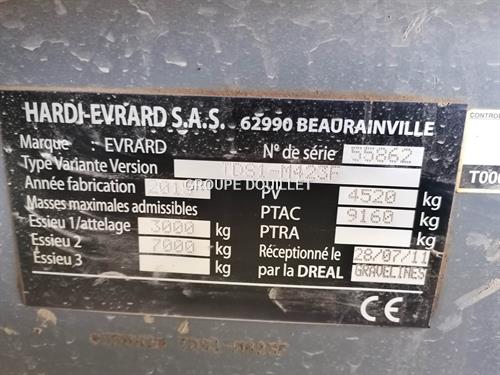 HARDI-EVRARD S.A.S. 62990 BEAURAINVILLE
Marque : EVRARD N° de série 55862
Type Variante Version TDS1-M423F
Année fabrication PV 4520 kg
GROUPE DOUILLET
Masses maximales admissibles PTAC 9160 kg
Essieu 1/attelage 3000 kg PTRA kg
Essieu 2 7000 kg Réceptionné le 28/07/11
Essieu 3 kg par la DREAL GRAVELINES
CE
CONTROL